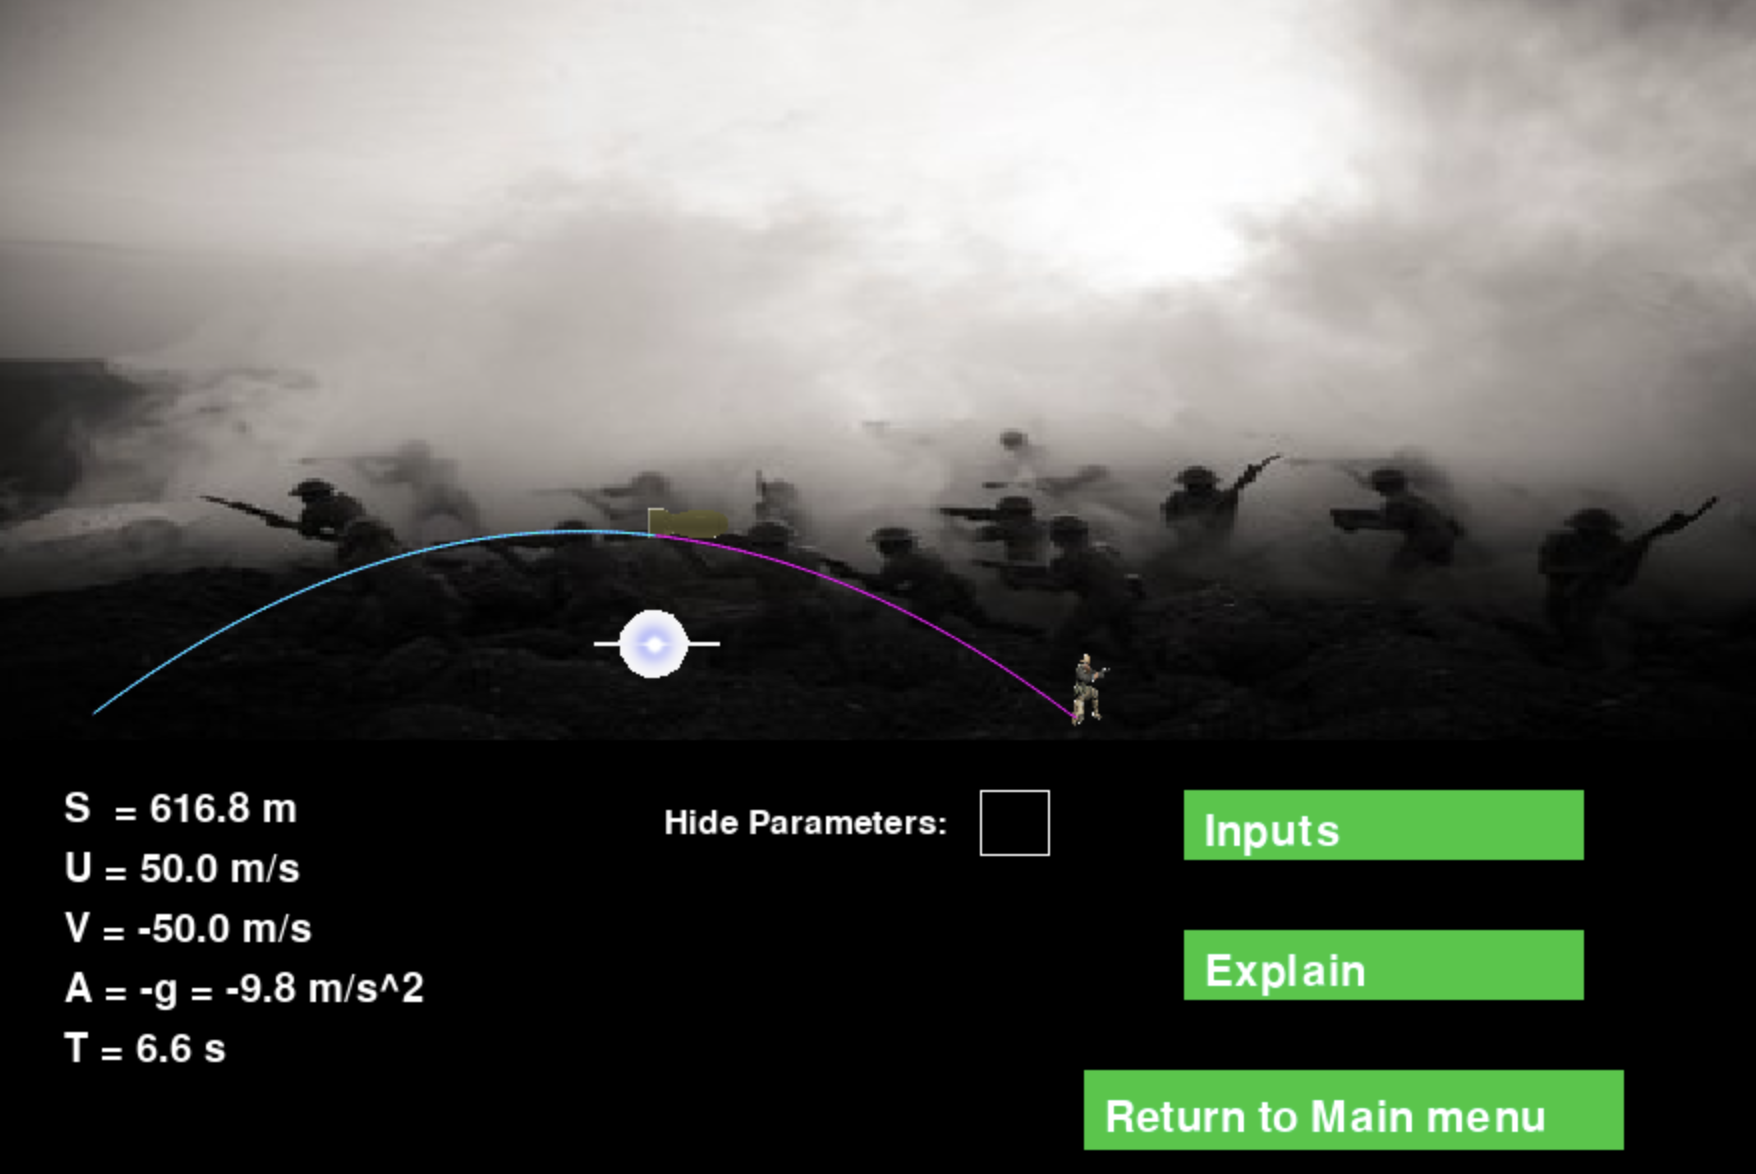 S = 616.8 m
U = 50.0 m/s
V = -50.0 m/s
A = -g = -9.8 m/s^2
T = 6.6 s
Hide Parameters:
Inputs
Explain
Return to Main menu